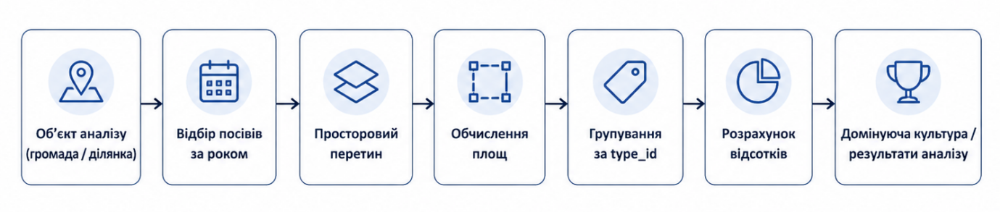 Об’єкт аналізу
(громада / ділянка)
Відбір посівів
за роком
Просторовий
перетин
Обчислення
площ
Групування
за type_id
Розрахунок
відсотків
Домінуюча культура /
результати аналізу